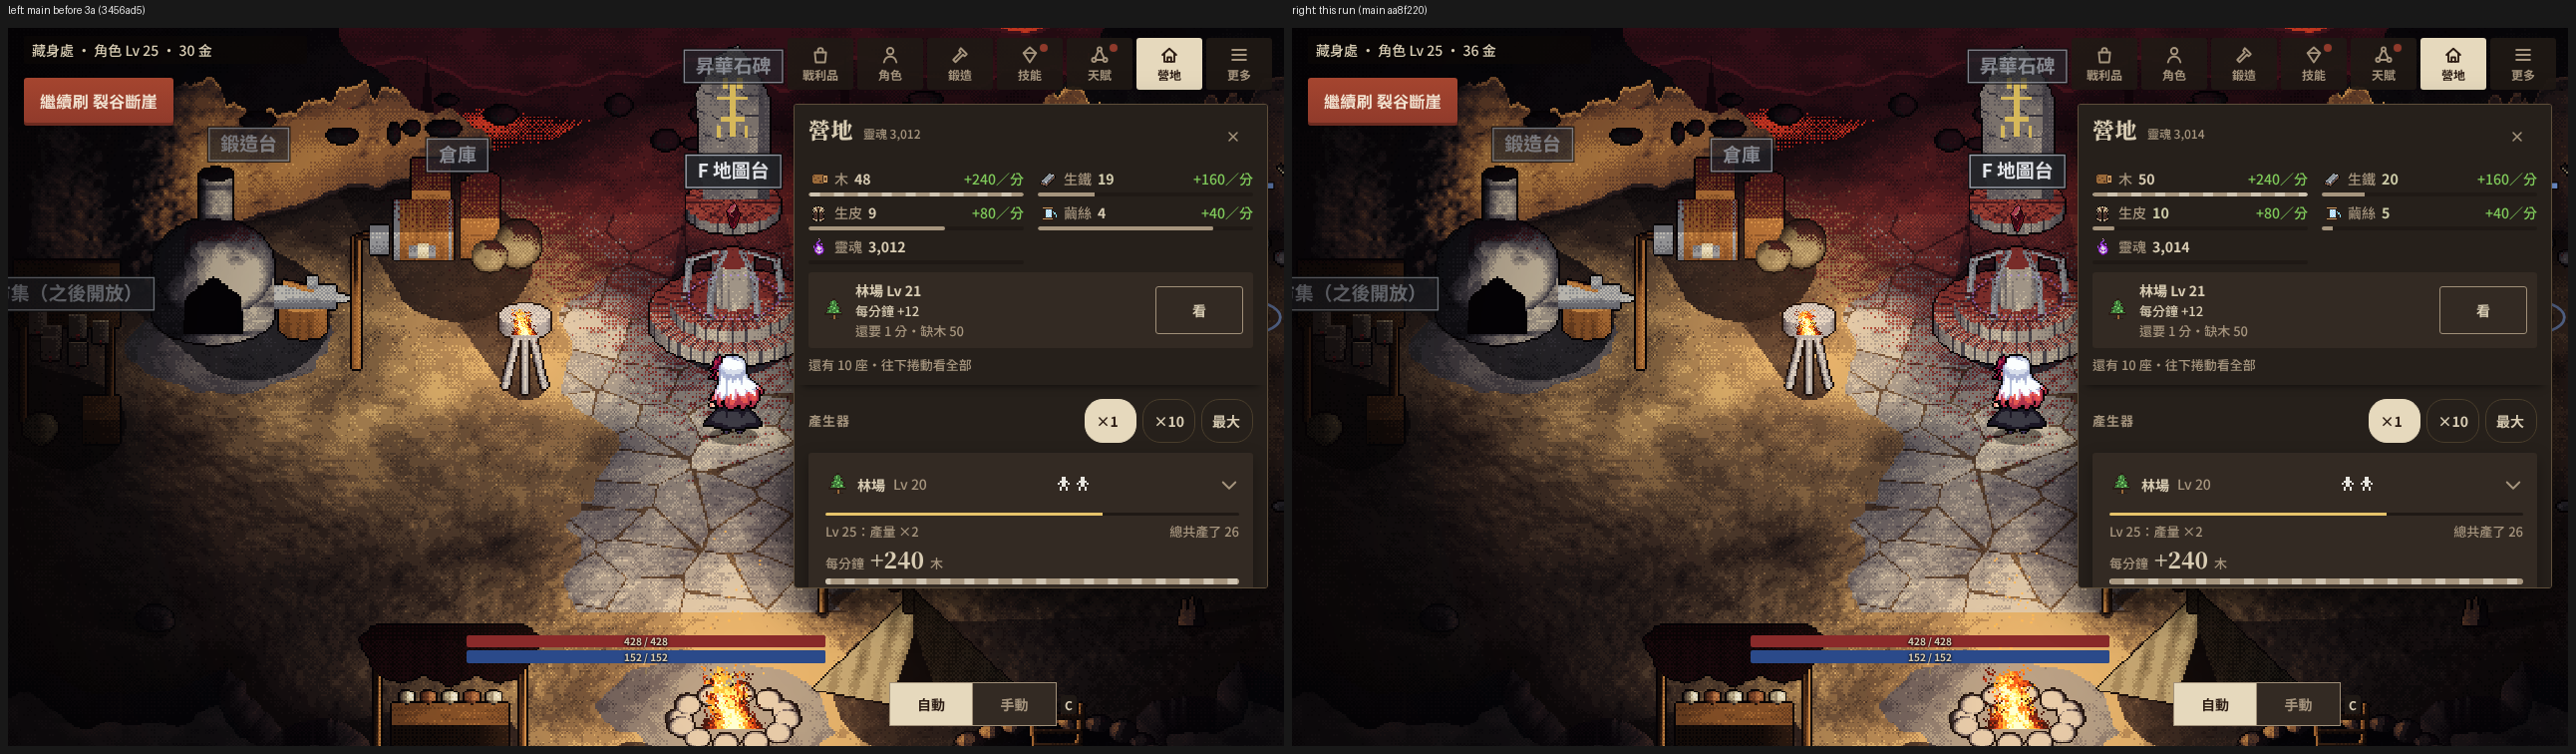 left main before 3a (3456ad5)
藏身處 · 角色 Lv 25 · 30 金
繼續刷 裂谷斷崖
昇華石碑
戰利品
角色
鍛造
技能
天賦
營地
更多
鍛造台
倉庫
F 地圖台
市集（之後開放）
營地 靈魂 3,012
×
木 48 +240／分
生鐵 19 +160／分
生皮 9 +80／分
繭絲 4 +40／分
靈魂 3,012
林場 Lv 21
每分鐘 +12
還要 1 分·缺木 50
看
還有 10 座·往下捲動看全部
產生器 ×1 ×10 最大
林場 Lv 20
Lv 25：產量 ×2 總共產了 26
每分鐘 +240 木
428 / 428
152 / 152
自動 手動 C
right this run (main aa8f220)
藏身處 · 角色 Lv 25 · 36 金
繼續刷 裂谷斷崖
昇華石碑
戰利品
角色
鍛造
技能
天賦
營地
更多
鍛造台
倉庫
F 地圖台
市集（之後開放）
營地 靈魂 3,014
×
木 50 +240／分
生鐵 20 +160／分
生皮 10 +80／分
繭絲 5 +40／分
靈魂 3,014
林場 Lv 21
每分鐘 +12
還要 1 分·缺木 50
看
還有 10 座·往下捲動看全部
產生器 ×1 ×10 最大
林場 Lv 20
Lv 25：產量 ×2 總共產了 26
每分鐘 +240 木
428 / 428
152 / 152
自動 手動 C